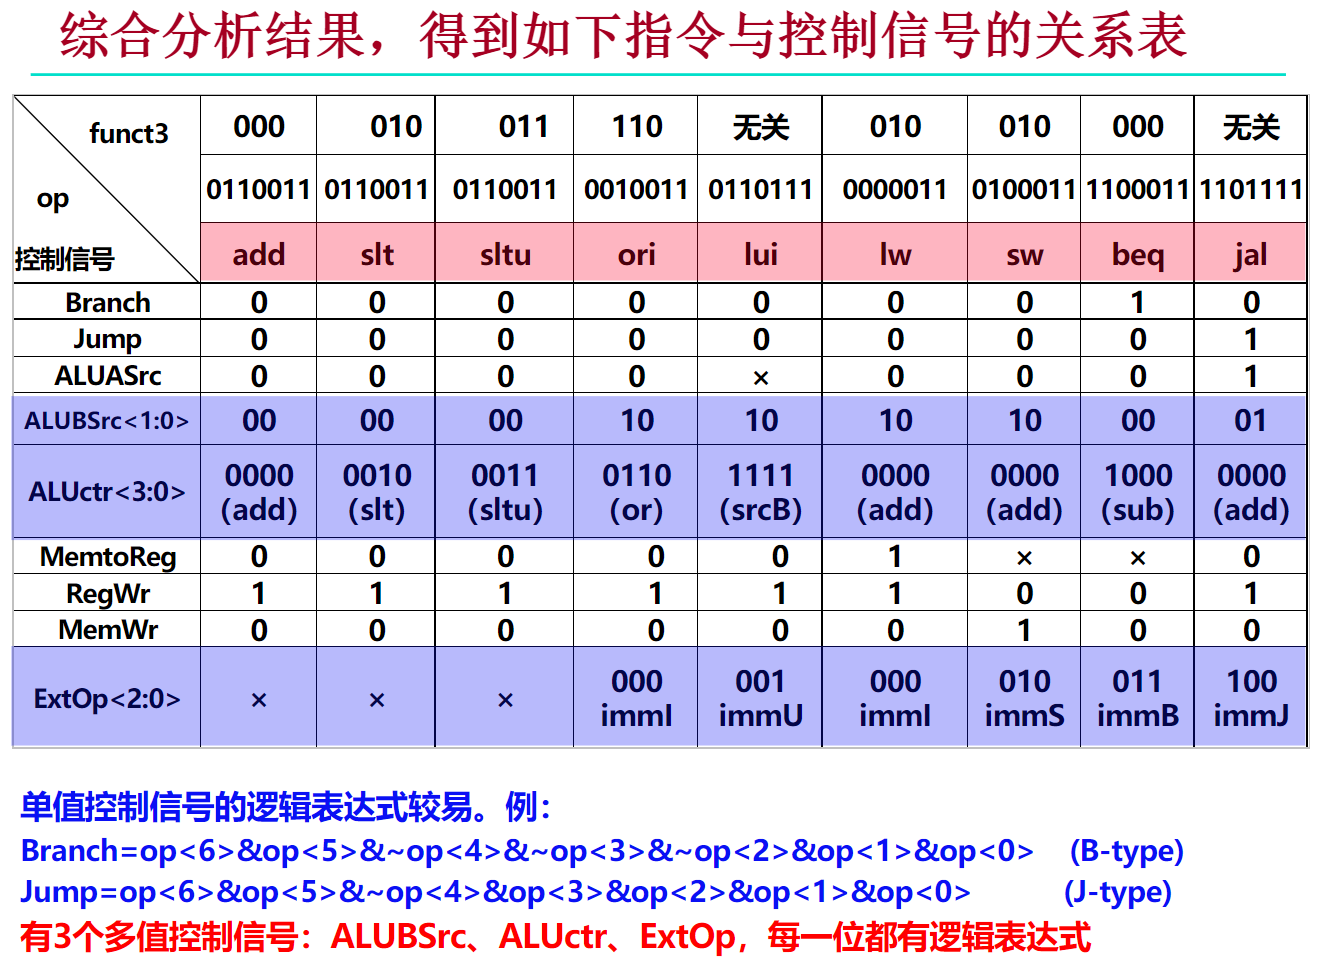 综合分析结果，得到如下指令与控制信号的关系表
funct3 000 010 011 110 无关 010 010 000 无关
op 0110011 0110011 0110011 0010011 0110111 0000011 0100011 1100011 1101111
控制信号 add slt sltu ori lui lw sw beq jal
Branch 0 0 0 0 0 0 0 1 0
Jump 0 0 0 0 0 0 0 0 1
ALUASrc 0 0 0 0 × 0 0 0 1
ALUBSrc<1:0> 00 00 00 10 10 10 10 00 01
ALUctr<3:0> 0000 0010 0011 0110 1111 0000 0000 1000 0000
(add) (slt) (sltu) (or) (srcB) (add) (add) (sub) (add)
MemtoReg 0 0 0 0 0 1 × × 0
RegWr 1 1 1 1 1 1 0 0 1
MemWr 0 0 0 0 0 0 1 0 0
ExtOp<2:0> × × × 000 001 000 010 011 100
immI immU immI immS immB immJ
单值控制信号的逻辑表达式较易。例：
Branch=op<6>&op<5>&~op<4>&~op<3>&~op<2>&op<1>&op<0> (B-type)
Jump=op<6>&op<5>&~op<4>&op<3>&op<2>&op<1>&op<0> (J-type)
有3个多值控制信号：ALUBSrc、ALUctr、ExtOp，每一位都有逻辑表达式